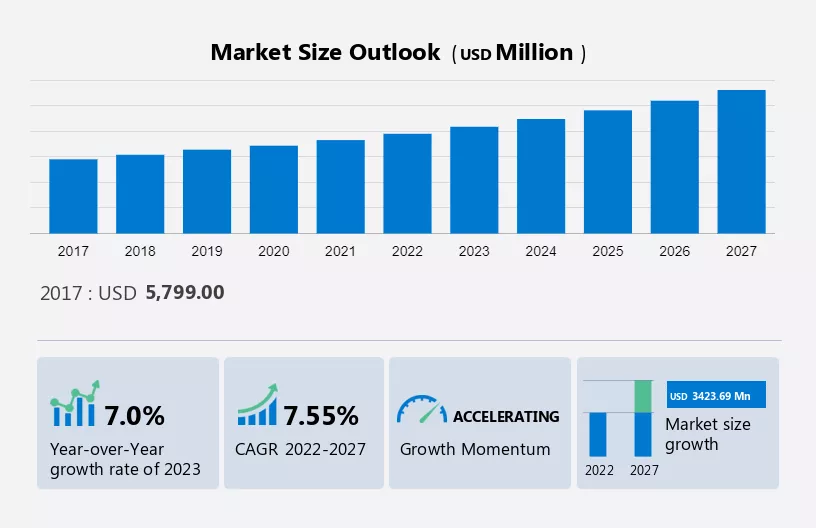 Market Size Outlook ( USD Million )
2017 2018 2019 2020 2021 2022 2023 2024 2025 2026 2027
2017 : USD 5,799.00
7.0%
Year-over-Year
growth rate of 2023
7.55%
CAGR 2022-2027
ACCELERATING
Growth Momentum
2022 2027
USD 3423.69 Mn
Market size
growth